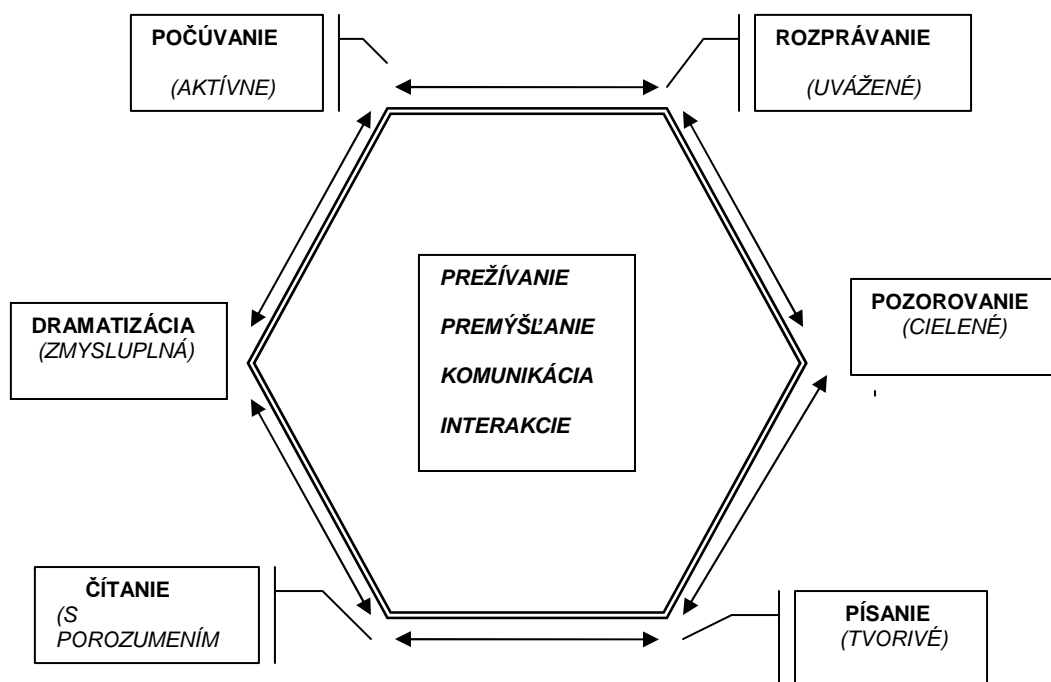 POČÚVANIE
(AKTÍVNE)
ROZPRÁVANIE
(UVÁŽENÉ)
PREŽÍVANIE
PREMÝŠĽANIE
KOMUNIKÁCIA
INTERAKCIE
DRAMATIZÁCIA
(ZMYSLUPLNÁ)
POZOROVANIE
(CIELENÉ)
ČÍTANIE
(S
POROZUMENÍM
PÍSANIE
(TVORIVÉ)